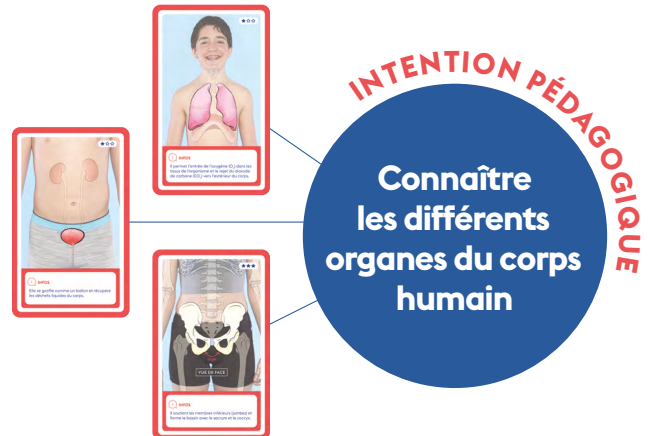 INFOS
Il permet l'entrée de l'oxygène (O₂) dans les
tissus de l'organisme et le rejet du dioxyde
de carbone (CO₂) vers l'extérieur du corps.
INFOS
Elle se gonfle comme un ballon et récupère
les déchets liquides du corps.
VUE DE FACE
INFOS
Il soutient les membres inférieurs (jambes) et
forme le bassin avec le sacrum et le coccyx.
INTENTION PÉDAGOGIQUE
Connaître
les différents
organes du corps
humain